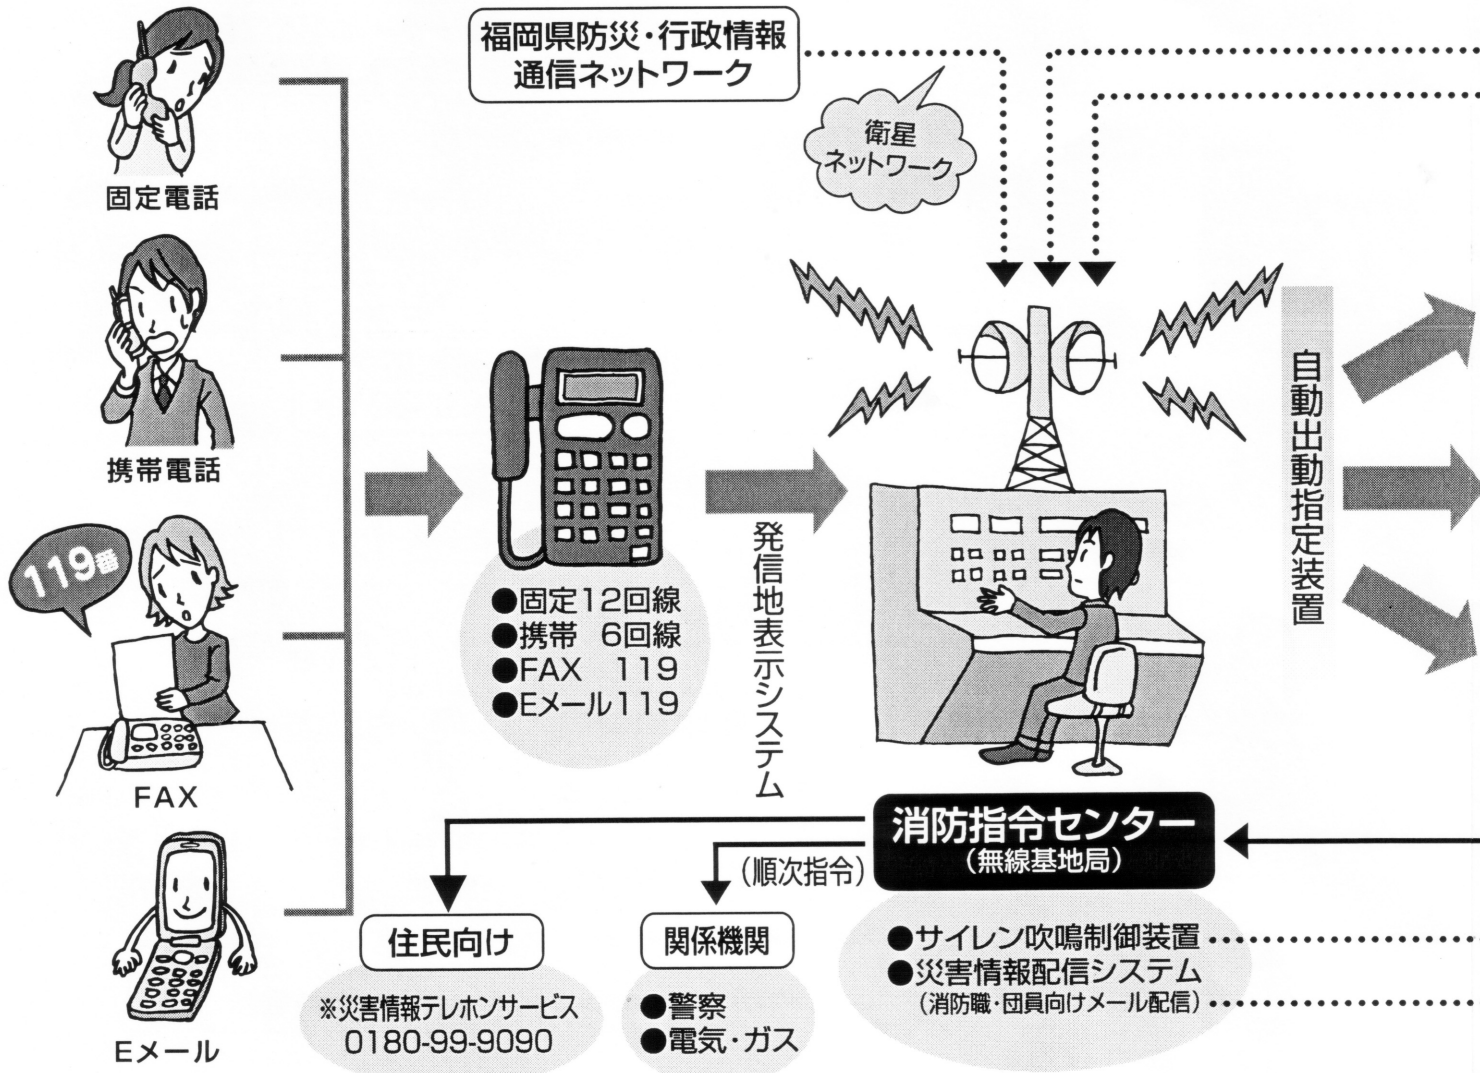 福岡県防災・行政情報
通信ネットワーク
衛星
ネットワーク
固定電話
携帯電話
119番
FAX
Eメール
●固定12回線
●携帯 6回線
●FAX 119
●Eメール119
発信地表示システム
自動出動指定装置
消防指令センター
(無線基地局)
(順次指令)
住民向け
※災害情報テレホンサービス
0180-99-9090
関係機関
●警察
●電気・ガス
●サイレン吹鳴制御装置
●災害情報配信システム
(消防職・団員向けメール配信)